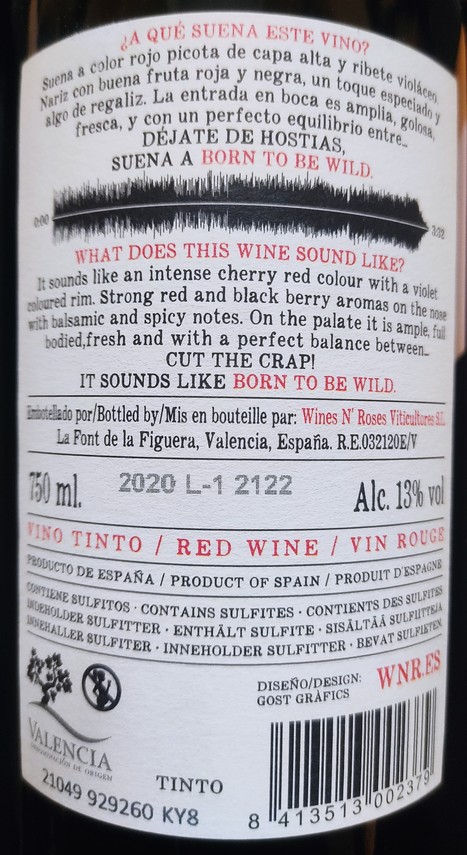 ¿A QUÉ SUENA ESTE VINO?
Suena a color rojo picota de capa alta y ribete violáceo.
Nariz con buena fruta roja y negra, un toque especiado y
algo de regaliz. La entrada en boca es amplia, golosa,
fresca, y con un perfecto equilibrio entre...
DÉJATE DE HOSTIAS,
SUENA A BORN TO BE WILD.
0:00
3:32
WHAT DOES THIS WINE SOUND LIKE?
It sounds like an intense cherry red colour with a violet
coloured rim. Strong red and black berry aromas on the nose
with balsamic and spicy notes. On the palate it is ample, full
bodied,fresh and with a perfect balance between...
CUT THE CRAP!
IT SOUNDS LIKE BORN TO BE WILD.
Embotellado por/Bottled by/Mis en bouteille par: Wines N' Roses Viticultores S.L.
La Font de la Figuera, Valencia, España. R.E.032120E/V
750 ml.
2020 L-1 2122
Alc. 13% vol
VINO TINTO / RED WINE / VIN ROUGE
PRODUCTO DE ESPAÑA / PRODUCT OF SPAIN / PRODUIT D'ESPAGNE
CONTIENE SULFITOS · CONTAINS SULFITES · CONTIENTS DES SULFITES
INDEHOLDER SULFITTER · ENTHÄLT SULFITE · SISÄLTÄÄ SULFIITTEJA
INNEHALLER SULFITER · INNEHOLDER SULFITTER · BEVAT SULFIETEN
DISEÑO/DESIGN:
GOST GRÀFICS
WNR.ES
VALENCIA
DENOMINACIÓN DE ORIGEN
TINTO
21049 929260 KY8
8 413513 002379